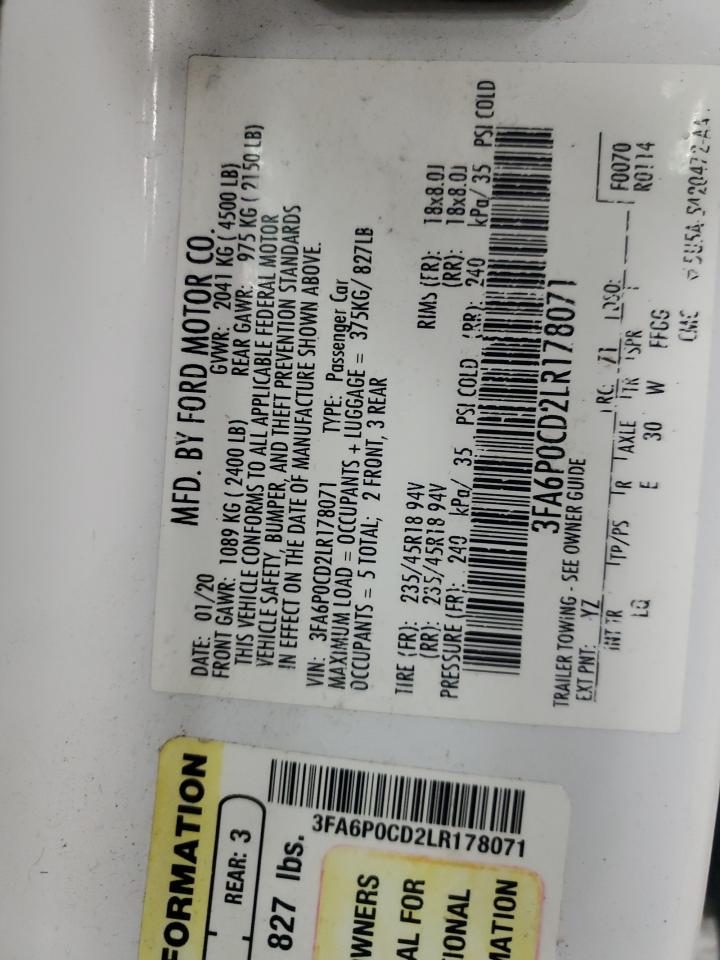 MFD. BY FORD MOTOR CO.
DATE: 01/20 GVWR: 2041 KG ( 4500 LB)
FRONT GAWR: 1089 KG ( 2400 LB) REAR GAWR: 975 KG ( 2150 LB)
THIS VEHICLE CONFORMS TO ALL APPLICABLE FEDERAL MOTOR
VEHICLE SAFETY, BUMPER, AND THEFT PREVENTION STANDARDS
IN EFFECT ON THE DATE OF MANUFACTURE SHOWN ABOVE.
VIN: 3FA6P0CD2LR178071 TYPE: Passenger Car
MAXIMUM LOAD = OCCUPANTS + LUGGAGE = 375KG/ 827LB
OCCUPANTS = 5 TOTAL; 2 FRONT, 3 REAR
TIRE (FR): 235/45R18 94V RIMS (FR): 18x8.0J
(RR): 235/45R18 94V (RR): 18x8.0J
PRESSURE (FR): 240 kPa/ 35 PSI COLD (RR): 240 kPa/ 35 PSI COLD
3FA6P0CD2LR178071
TRAILER TOWING - SEE OWNER GUIDE
EXT PNT: YZ RC: 71 DSO: F0070
INT TR TP/PS R AXLE TR SPR R0114
LQ E 30 W FFCG
CMC
FORMATION
REAR: 3
827 lbs.
3FA6P0CD2LR178071
WNERS
AL FOR
IONAL
MATION